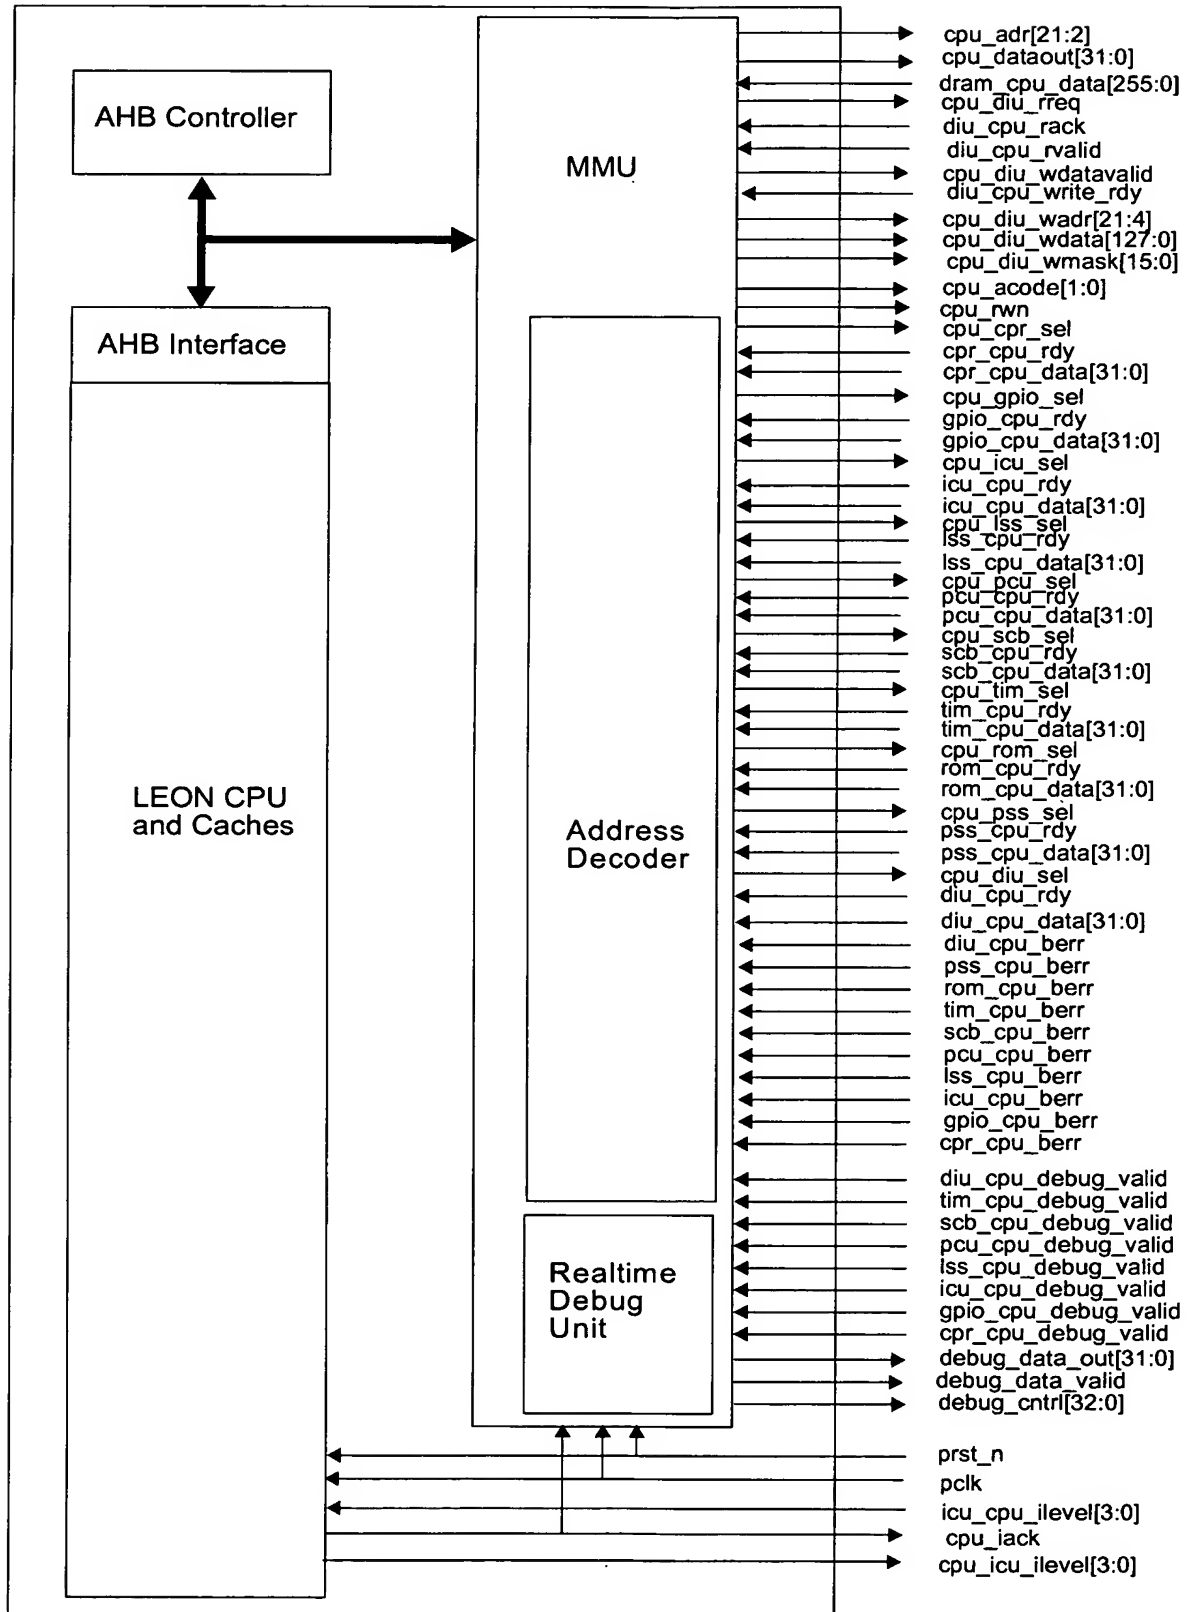 AHB Controller
AHB Interface
LEON CPU
and Caches
MMU
Address
Decoder
Realtime
Debug
Unit
cpu_adr[21:2]
cpu_dataout[31:0]
dram_cpu_data[255:0]
cpu_diu_rreq
diu_cpu_rack
diu_cpu_rvalid
cpu_diu_wdatavalid
diu_cpu_write_rdy
cpu_diu_wadr[21:4]
cpu_diu_wdata[127:0]
cpu_diu_wmask[15:0]
cpu_acode[1:0]
cpu_rwn
cpu_cpr_sel
cpr_cpu_rdy
cpr_cpu_data[31:0]
cpu_gpio_sel
gpio_cpu_rdy
gpio_cpu_data[31:0]
cpu_icu_sel
icu_cpu_rdy
icu_cpu_data[31:0]
cpu_lss_sel
lss_cpu_rdy
lss_cpu_data[31:0]
cpu_pcu_sel
pcu_cpu_rdy
pcu_cpu_data[31:0]
cpu_scb_sel
scb_cpu_rdy
scb_cpu_data[31:0]
cpu_tim_sel
tim_cpu_rdy
tim_cpu_data[31:0]
cpu_rom_sel
rom_cpu_rdy
rom_cpu_data[31:0]
cpu_pss_sel
pss_cpu_rdy
pss_cpu_data[31:0]
cpu_diu_sel
diu_cpu_rdy
diu_cpu_data[31:0]
diu_cpu_berr
pss_cpu_berr
rom_cpu_berr
tim_cpu_berr
scb_cpu_berr
pcu_cpu_berr
lss_cpu_berr
icu_cpu_berr
gpio_cpu_berr
cpr_cpu_berr
diu_cpu_debug_valid
tim_cpu_debug_valid
scb_cpu_debug_valid
pcu_cpu_debug_valid
lss_cpu_debug_valid
icu_cpu_debug_valid
gpio_cpu_debug_valid
cpr_cpu_debug_valid
debug_data_out[31:0]
debug_data_valid
debug_cntrl[32:0]
prst_n
pclk
icu_cpu_ilevel[3:0]
cpu_iack
cpu_icu_ilevel[3:0]